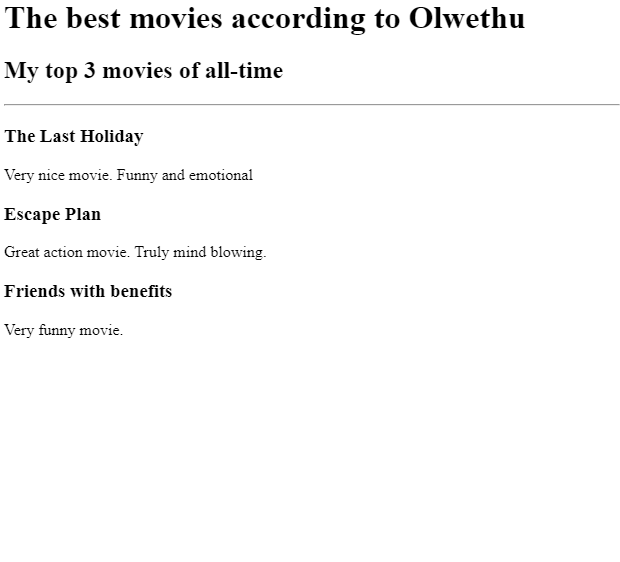 The best movies according to Olwethu
My top 3 movies of all-time
The Last Holiday
Very nice movie. Funny and emotional
Escape Plan
Great action movie. Truly mind blowing.
Friends with benefits
Very funny movie.